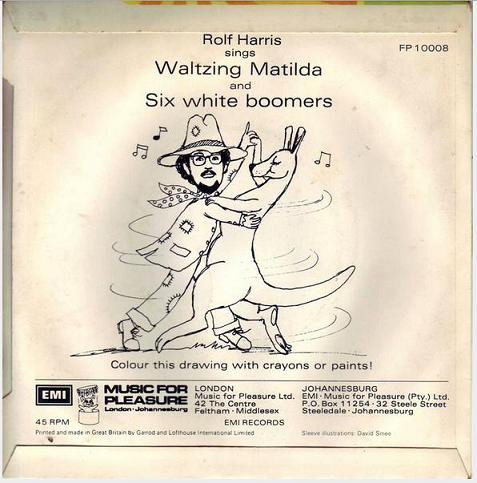 Rolf Harris
sings
Waltzing Matilda
and
Six white boomers
FP 10008
Colour this drawing with crayons or paints!
EMI
MUSIC FOR
PLEASURE
London · Johannesburg
LONDON
Music for Pleasure Ltd.
42 The Centre
Feltham · Middlesex
JOHANNESBURG
EMI · Music for Pleasure (Pty.) Ltd.
P.O. Box 11254 · 32 Steele Street
Steeledale · Johannesburg
45 RPM
EMI RECORDS
Printed and made in Great Britain by Garrod and Lofthouse International Limited
Sleeve illustrations: David Smee